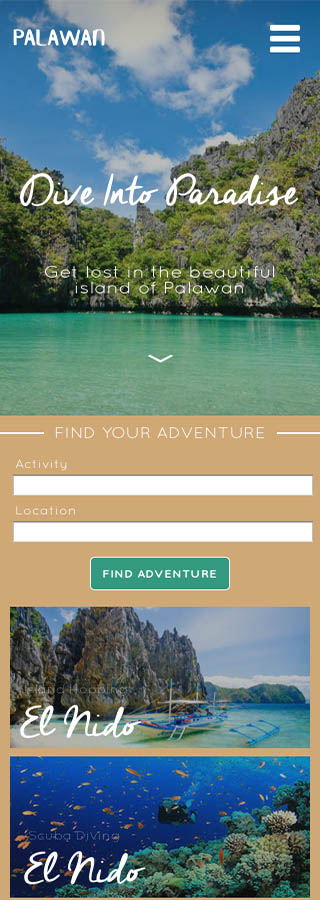 PALAWAN
Dive Into Paradise
Get lost in the beautiful
island of Palawan
FIND YOUR ADVENTURE
Activity
Location
FIND ADVENTURE
Island Hopping
El Nido
Scuba Diving
El Nido